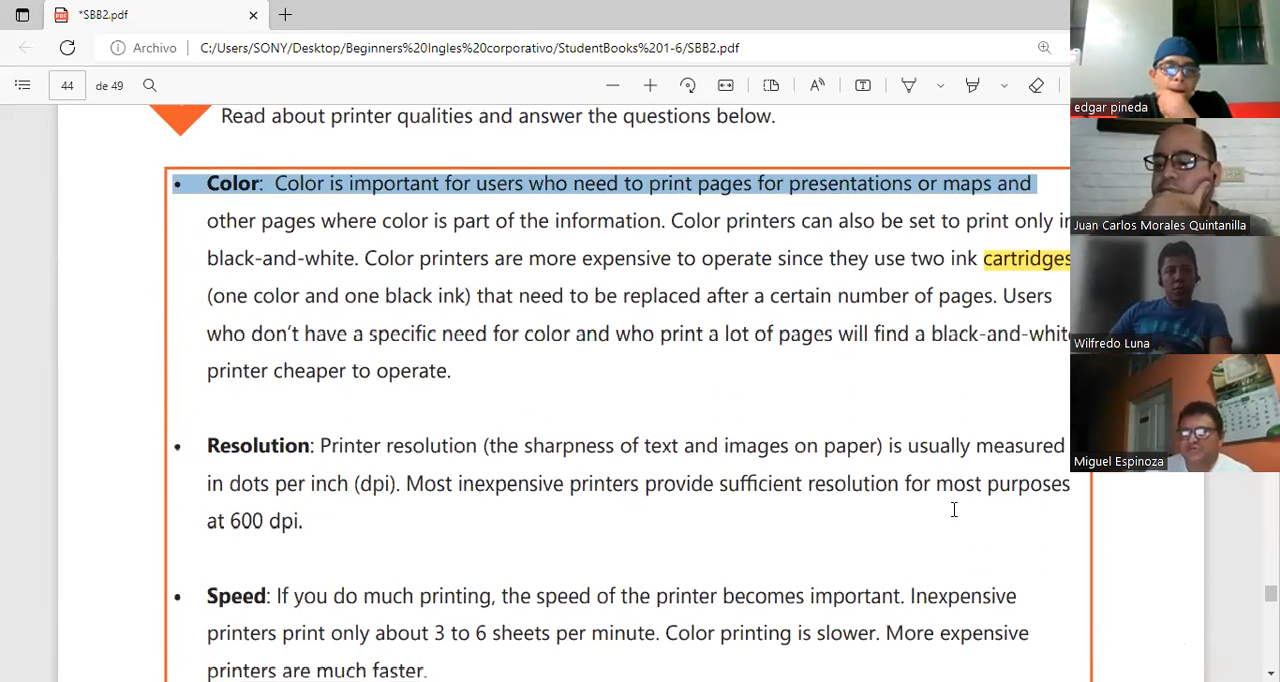 *SBB2.pdf
Archivo
C:/Users/SONY/Desktop/Beginners%20Ingles%20corporativo/StudentBooks%201-6/SBB2.pdf
44 de 49
Read about printer qualities and answer the questions below.
• Color: Color is important for users who need to print pages for presentations or maps and
other pages where color is part of the information. Color printers can also be set to print only in
black-and-white. Color printers are more expensive to operate since they use two ink cartridges
(one color and one black ink) that need to be replaced after a certain number of pages. Users
who don't have a specific need for color and who print a lot of pages will find a black-and-white
printer cheaper to operate.
• Resolution: Printer resolution (the sharpness of text and images on paper) is usually measured
in dots per inch (dpi). Most inexpensive printers provide sufficient resolution for most purposes
at 600 dpi.
• Speed: If you do much printing, the speed of the printer becomes important. Inexpensive
printers print only about 3 to 6 sheets per minute. Color printing is slower. More expensive
printers are much faster.
edgar pineda
Juan Carlos Morales Quintanilla
Wilfredo Luna
Miguel Espinoza